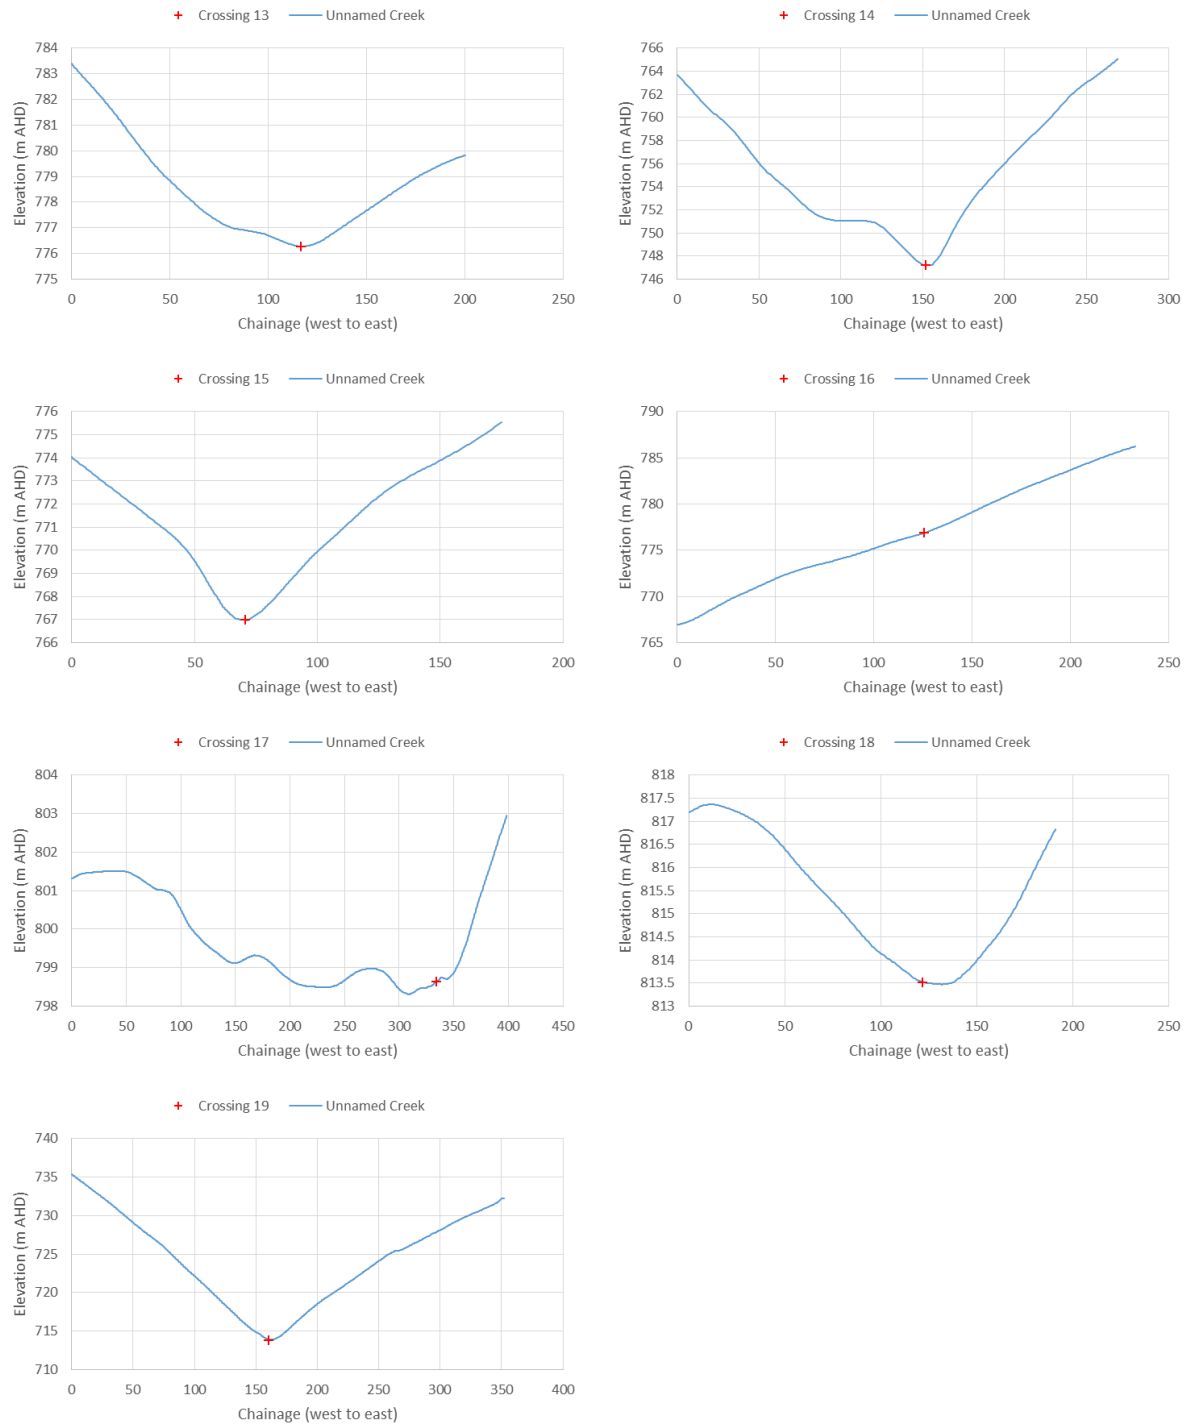 Crossing 13 Unnamed Creek
784
783
782
781
780
779
778
777
776
775
Elevation (m AHD)
0 50 100 150 200 250
Chainage (west to east)
Crossing 14 Unnamed Creek
766
764
762
760
758
756
754
752
750
748
746
Elevation (m AHD)
0 50 100 150 200 250 300
Chainage (west to east)
Crossing 15 Unnamed Creek
776
775
774
773
772
771
770
769
768
767
766
Elevation (m AHD)
0 50 100 150 200
Chainage (west to east)
Crossing 16 Unnamed Creek
790
785
780
775
770
765
Elevation (m AHD)
0 50 100 150 200 250
Chainage (west to east)
Crossing 17 Unnamed Creek
804
803
802
801
800
799
798
Elevation (m AHD)
0 50 100 150 200 250 300 350 400 450
Chainage (west to east)
Crossing 18 Unnamed Creek
818
817.5
817
816.5
816
815.5
815
814.5
814
813.5
813
Elevation (m AHD)
0 50 100 150 200 250
Chainage (west to east)
Crossing 19 Unnamed Creek
740
735
730
725
720
715
710
Elevation (m AHD)
0 50 100 150 200 250 300 350 400
Chainage (west to east)